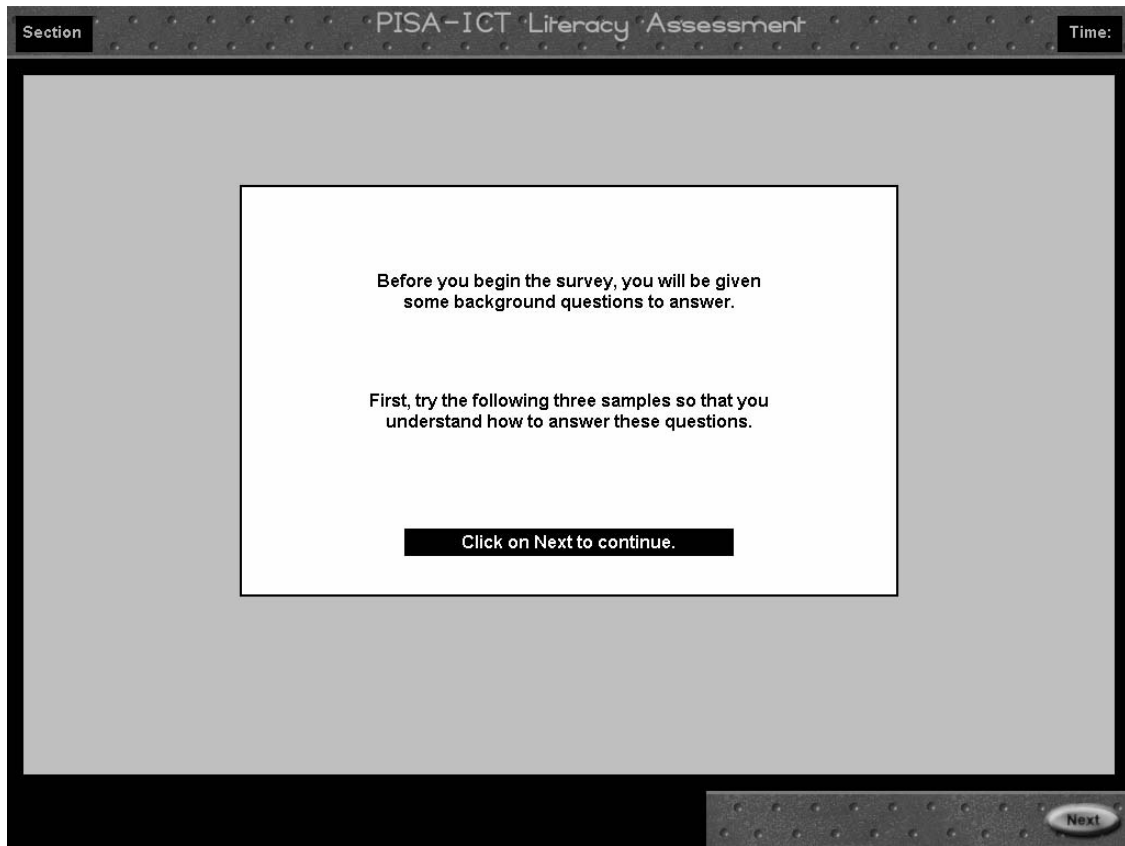 Section
PISA-ICT Literacy Assessment
Time:
Before you begin the survey, you will be given
some background questions to answer.
First, try the following three samples so that you
understand how to answer these questions.
Click on Next to continue.
Next